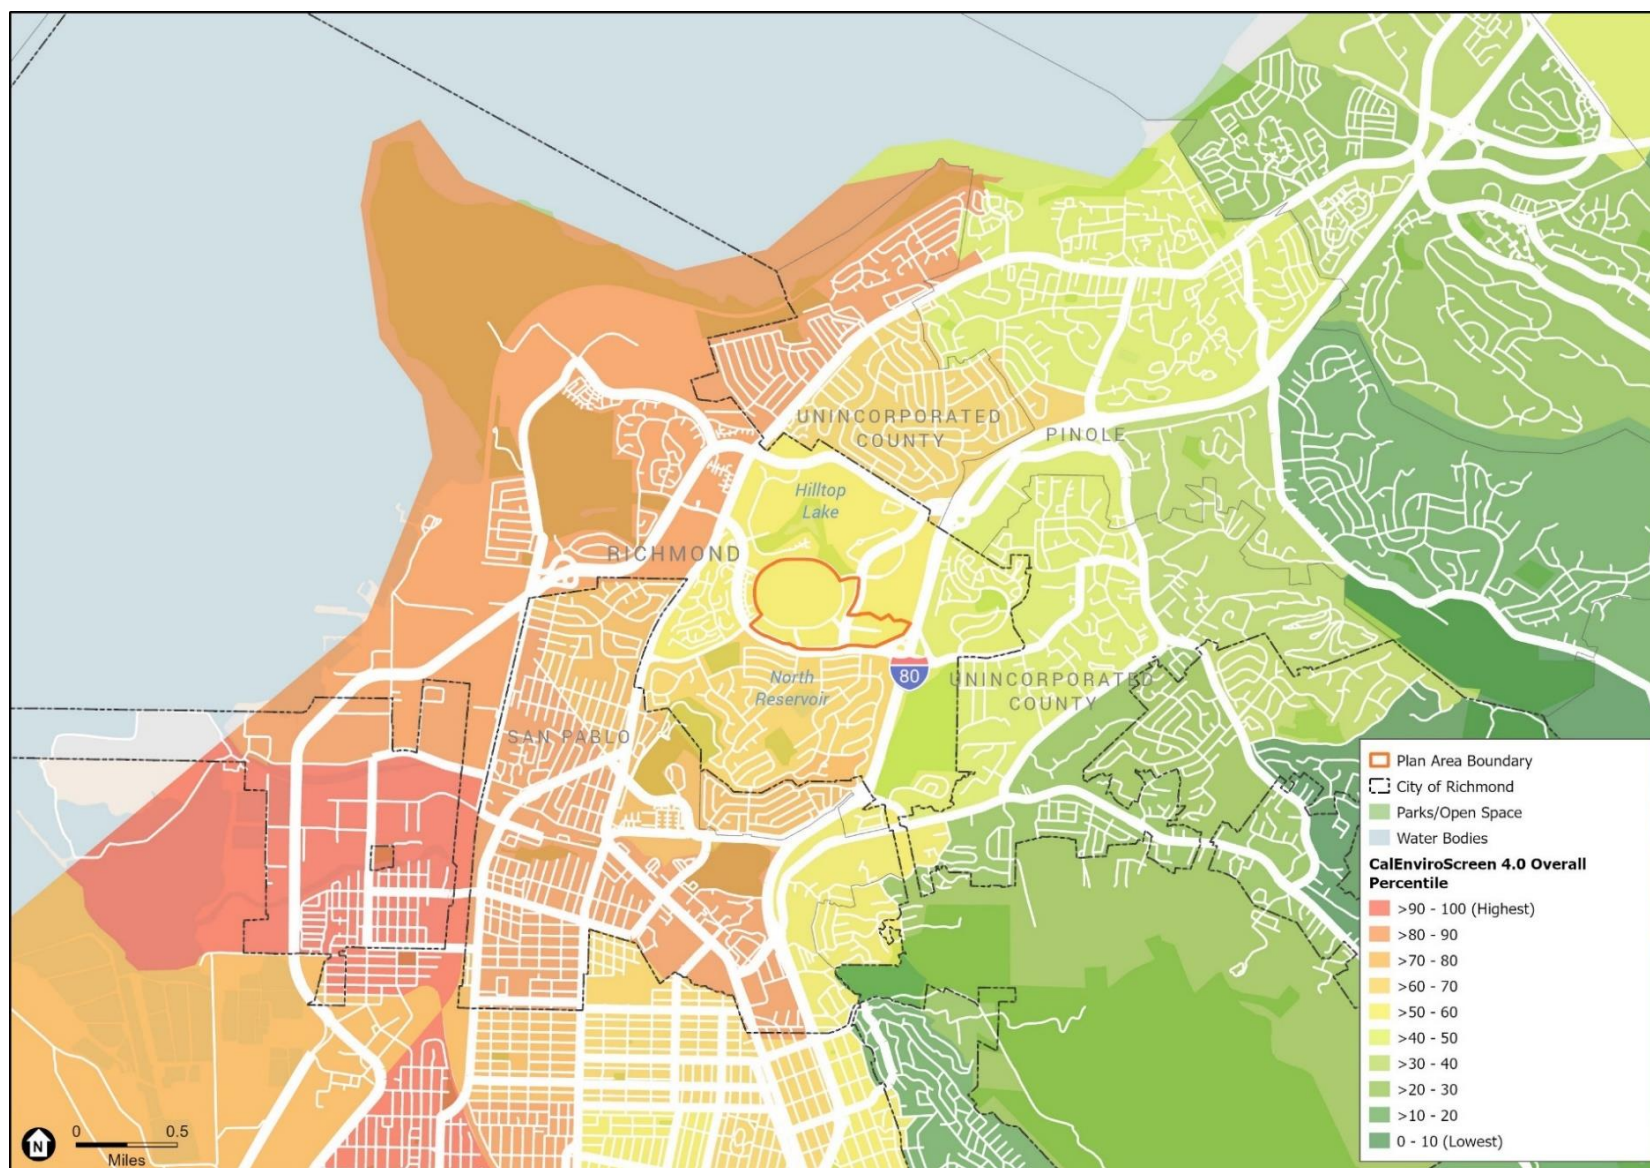 UNINCORPORATED
COUNTY
PINOLE
Hilltop
Lake
RICHMOND
80
North
Reservoir
UNINCORPORATED
COUNTY
SAN PABLO
Plan Area Boundary
City of Richmond
Parks/Open Space
Water Bodies
CalEnviroScreen 4.0 Overall
Percentile
>90 - 100 (Highest)
>80 - 90
>70 - 80
>60 - 70
>50 - 60
>40 - 50
>30 - 40
>20 - 30
>10 - 20
0 - 10 (Lowest)
N
0 0.5
Miles